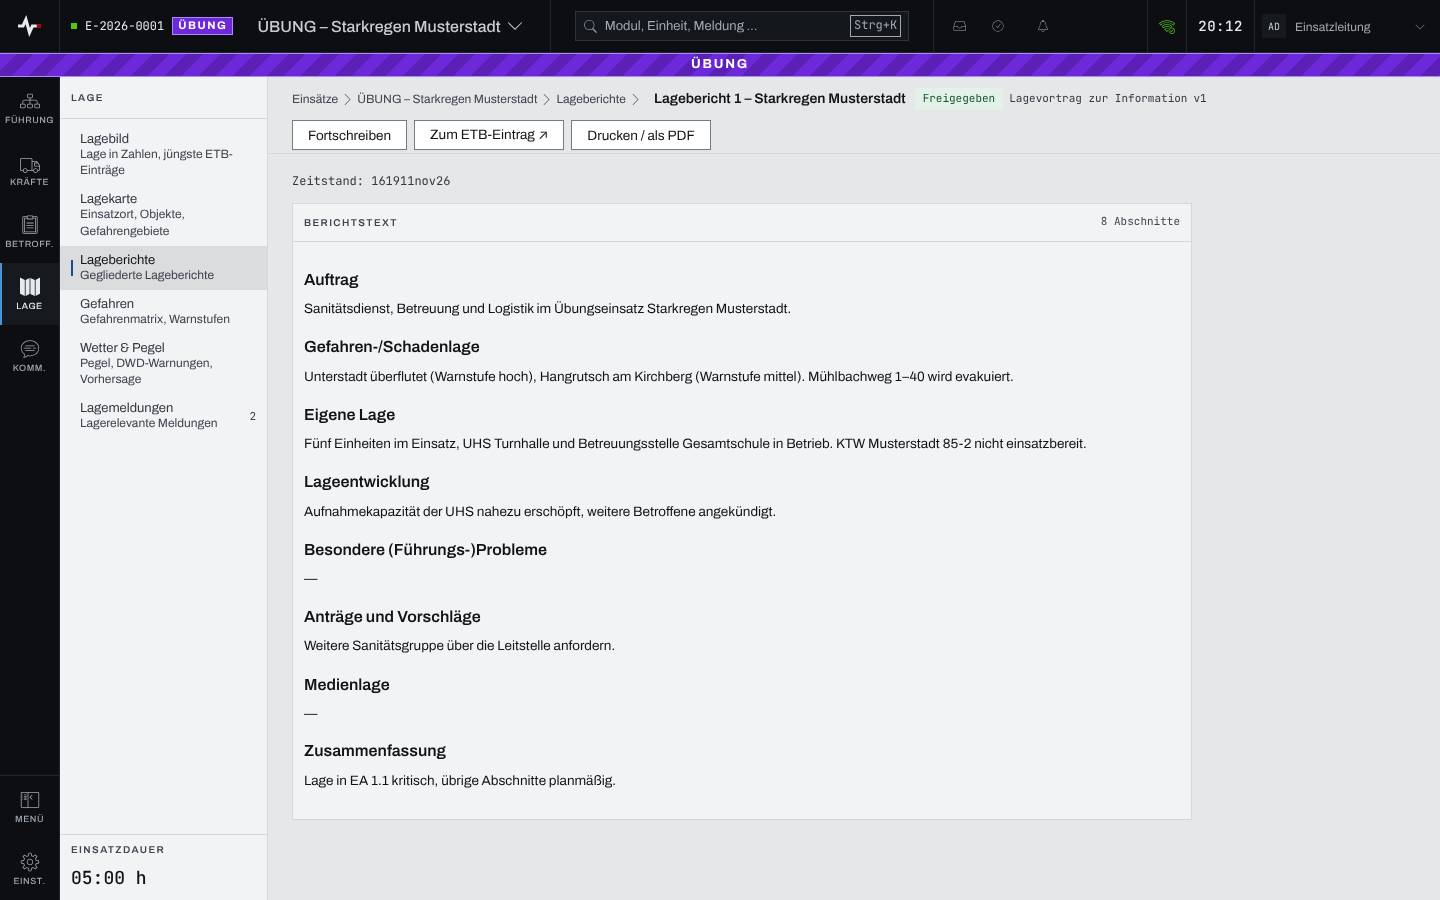 E-2026-0001 ÜBUNG ÜBUNG – Starkregen Musterstadt
Modul, Einheit, Meldung ... Strg+K
20:12
AD Einsatzleitung
ÜBUNG
FÜHRUNG
KRÄFTE
BETROFF.
LAGE
KOMM.
MENÜ
EINST.
LAGE
Lagebild
Lage in Zahlen, jüngste ETB-
Einträge
Lagekarte
Einsatzort, Objekte,
Gefahrengebiete
Lageberichte
Gegliederte Lageberichte
Gefahren
Gefahrenmatrix, Warnstufen
Wetter & Pegel
Pegel, DWD-Warnungen,
Vorhersage
Lagemeldungen
Lagerelevante Meldungen 2
EINSATZDAUER
05:00 h
Einsätze ÜBUNG – Starkregen Musterstadt Lageberichte Lagebericht 1 – Starkregen Musterstadt Freigegeben Lagevortrag zur Information v1
Fortschreiben Zum ETB-Eintrag ↗ Drucken / als PDF
Zeitstand: 161911nov26
BERICHTSTEXT 8 Abschnitte
Auftrag
Sanitätsdienst, Betreuung und Logistik im Übungseinsatz Starkregen Musterstadt.
Gefahren-/Schadenlage
Unterstadt überflutet (Warnstufe hoch), Hangrutsch am Kirchberg (Warnstufe mittel). Mühlbachweg 1–40 wird evakuiert.
Eigene Lage
Fünf Einheiten im Einsatz, UHS Turnhalle und Betreuungsstelle Gesamtschule in Betrieb. KTW Musterstadt 85-2 nicht einsatzbereit.
Lageentwicklung
Aufnahmekapazität der UHS nahezu erschöpft, weitere Betroffene angekündigt.
Besondere (Führungs-)Probleme
—
Anträge und Vorschläge
Weitere Sanitätsgruppe über die Leitstelle anfordern.
Medienlage
—
Zusammenfassung
Lage in EA 1.1 kritisch, übrige Abschnitte planmäßig.